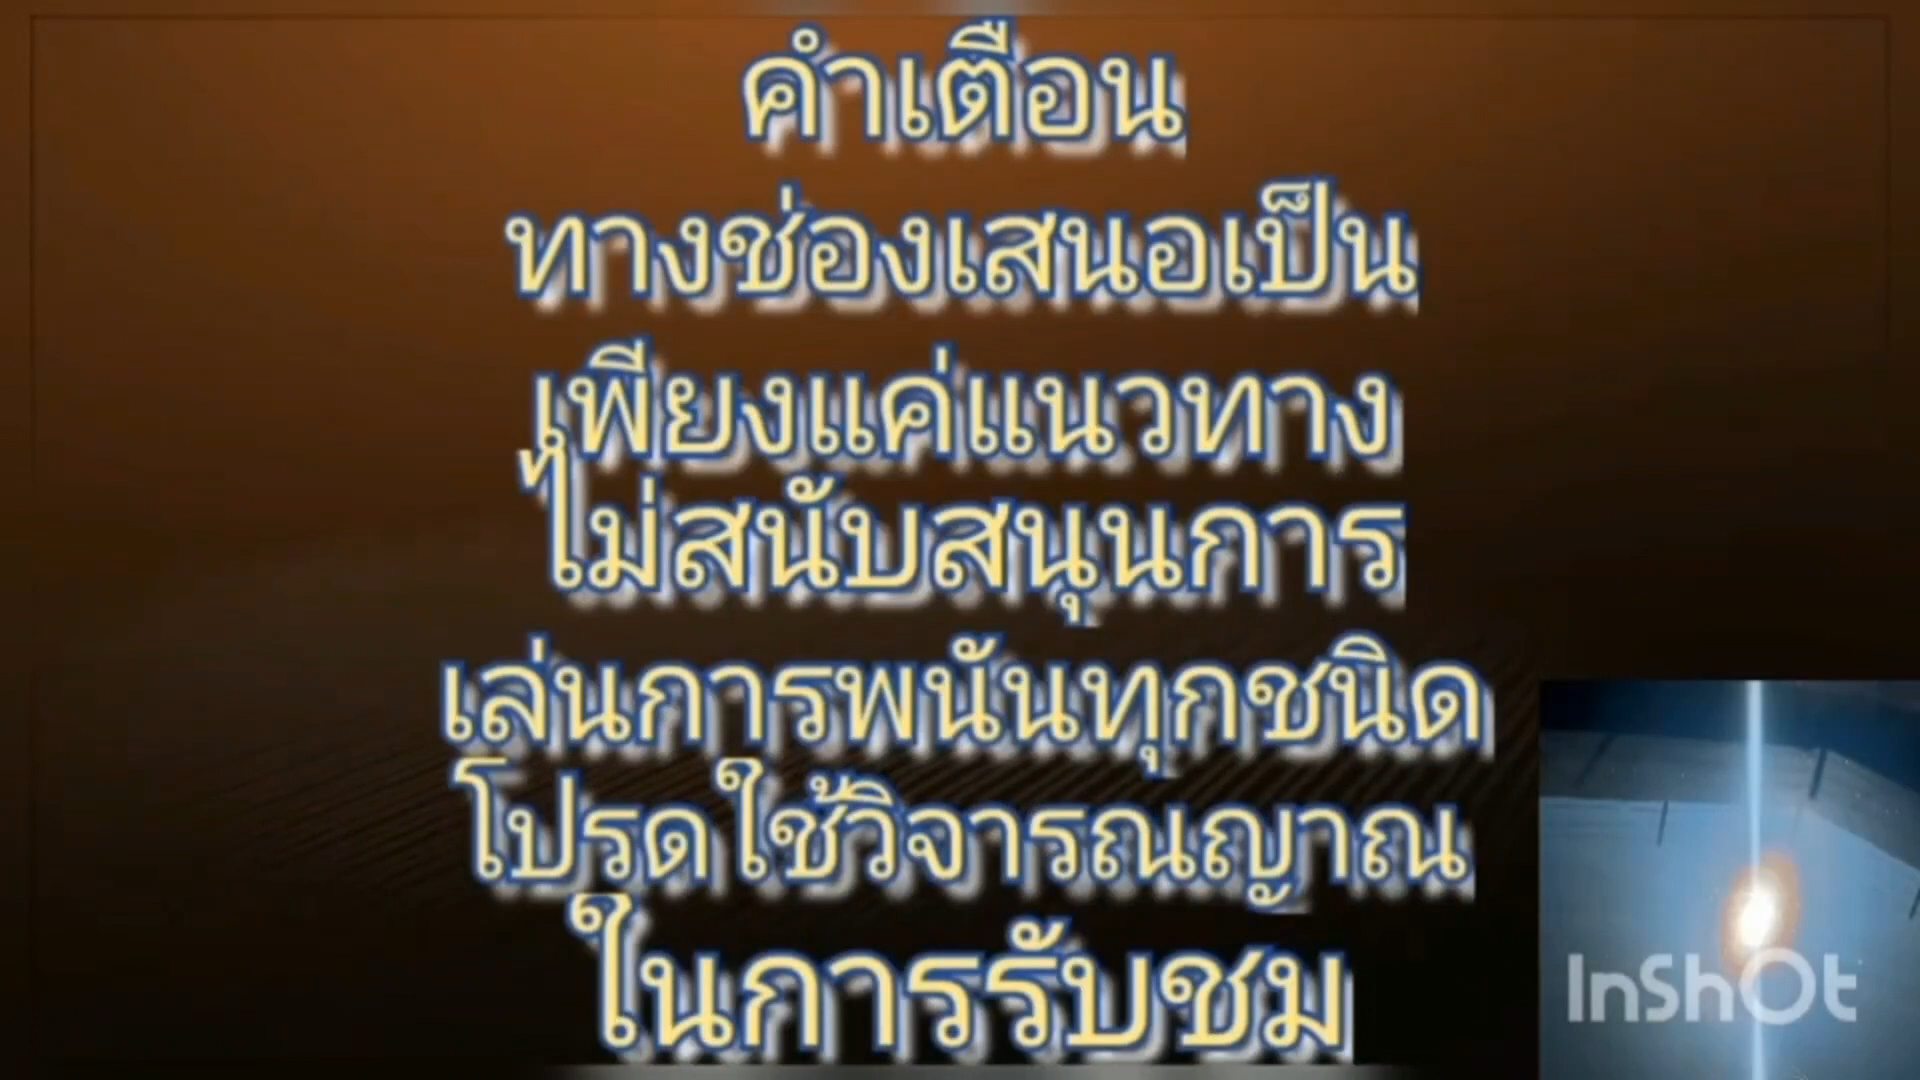 คำเตือน
ทางช่องเสนอเป็น
เพียงแค่แนวทาง
ไม่สนับสนุนการ
เล่นการพนันทุกชนิด
โปรดใช้วิจารณญาณ
ในการรับชม
InShOt